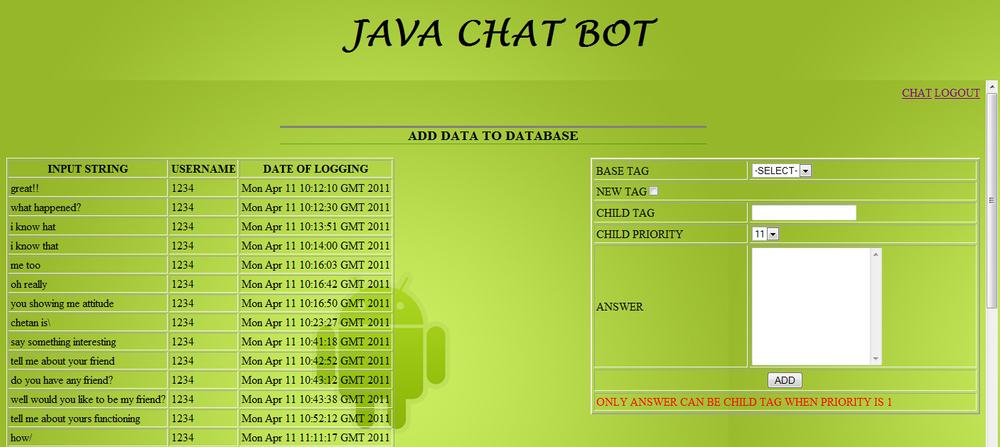 JAVA CHAT BOT
CHAT LOGOUT
ADD DATA TO DATABASE
INPUT STRING USERNAME DATE OF LOGGING
great!! 1234 Mon Apr 11 10:12:10 GMT 2011
what happened? 1234 Mon Apr 11 10:12:30 GMT 2011
i know hat 1234 Mon Apr 11 10:13:51 GMT 2011
i know that 1234 Mon Apr 11 10:14:00 GMT 2011
me too 1234 Mon Apr 11 10:16:03 GMT 2011
oh really 1234 Mon Apr 11 10:16:42 GMT 2011
you showing me attitude 1234 Mon Apr 11 10:16:50 GMT 2011
chetan is\ 1234 Mon Apr 11 10:23:27 GMT 2011
say something interesting 1234 Mon Apr 11 10:41:18 GMT 2011
tell me about your friend 1234 Mon Apr 11 10:42:52 GMT 2011
do you have any friend? 1234 Mon Apr 11 10:43:12 GMT 2011
well would you like to be my friend? 1234 Mon Apr 11 10:43:38 GMT 2011
tell me about yours functioning 1234 Mon Apr 11 10:52:12 GMT 2011
how/ 1234 Mon Apr 11 11:11:17 GMT 2011
BASE TAG -SELECT-
NEW TAG
CHILD TAG
CHILD PRIORITY 11
ANSWER
ADD
ONLY ANSWER CAN BE CHILD TAG WHEN PRIORITY IS 1